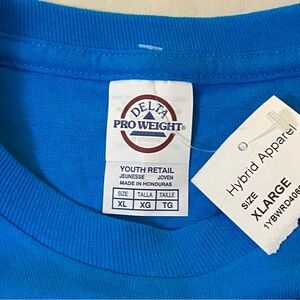 DELTA
PRO WEIGHT®
YOUTH RETAIL
JEUNESSE JOVEN
MADE IN HONDURAS
SIZE TALLA TAILLE
XL XG TG
Hybrid Apparel
SIZE
XLARGE